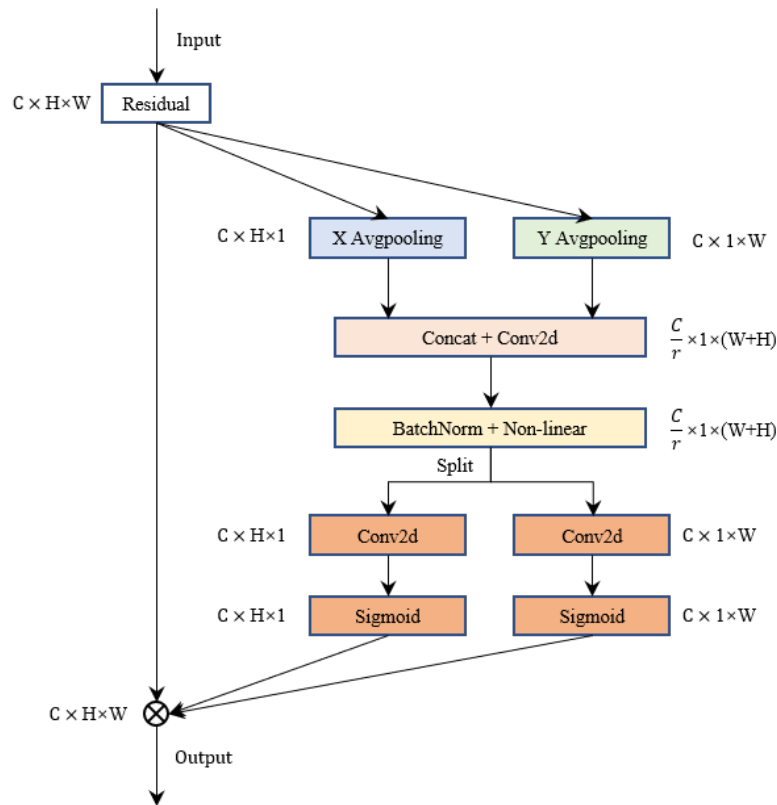 Input
C × H×W
Residual
C × H×1
X Avgpooling
Y Avgpooling
C × 1×W
Concat + Conv2d
C/r ×1×(W+H)
BatchNorm + Non-linear
C/r ×1×(W+H)
Split
C × H×1
Conv2d
Conv2d
C × 1×W
C × H×1
Sigmoid
Sigmoid
C × 1×W
C × H×W
Output